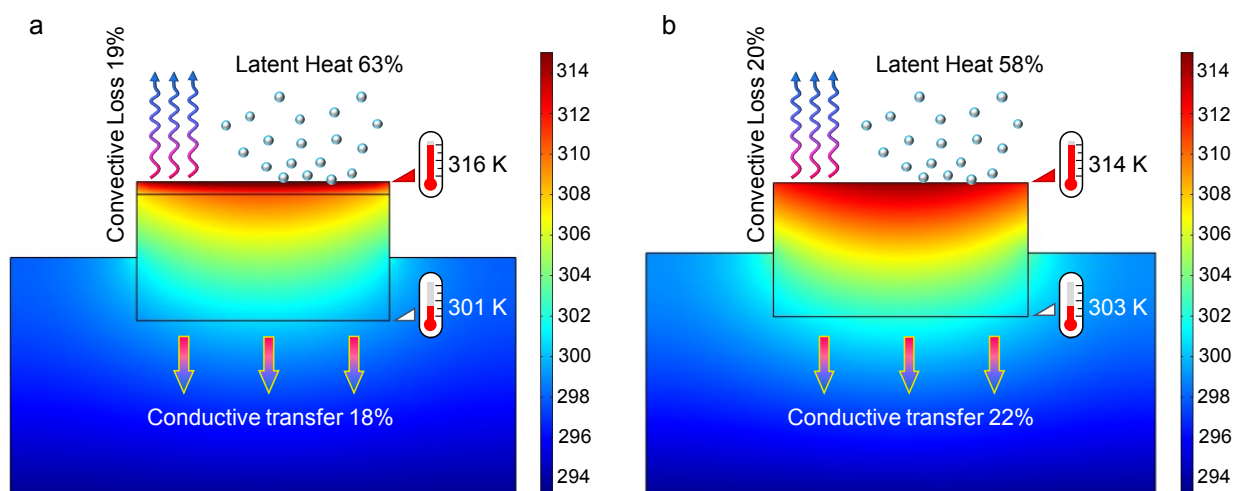 a
Convective Loss 19%
Latent Heat 63%
316 K
301 K
Conductive transfer 18%
314
312
310
308
306
304
302
300
298
296
294
b
Convective Loss 20%
Latent Heat 58%
314 K
303 K
Conductive transfer 22%
314
312
310
308
306
304
302
300
298
296
294